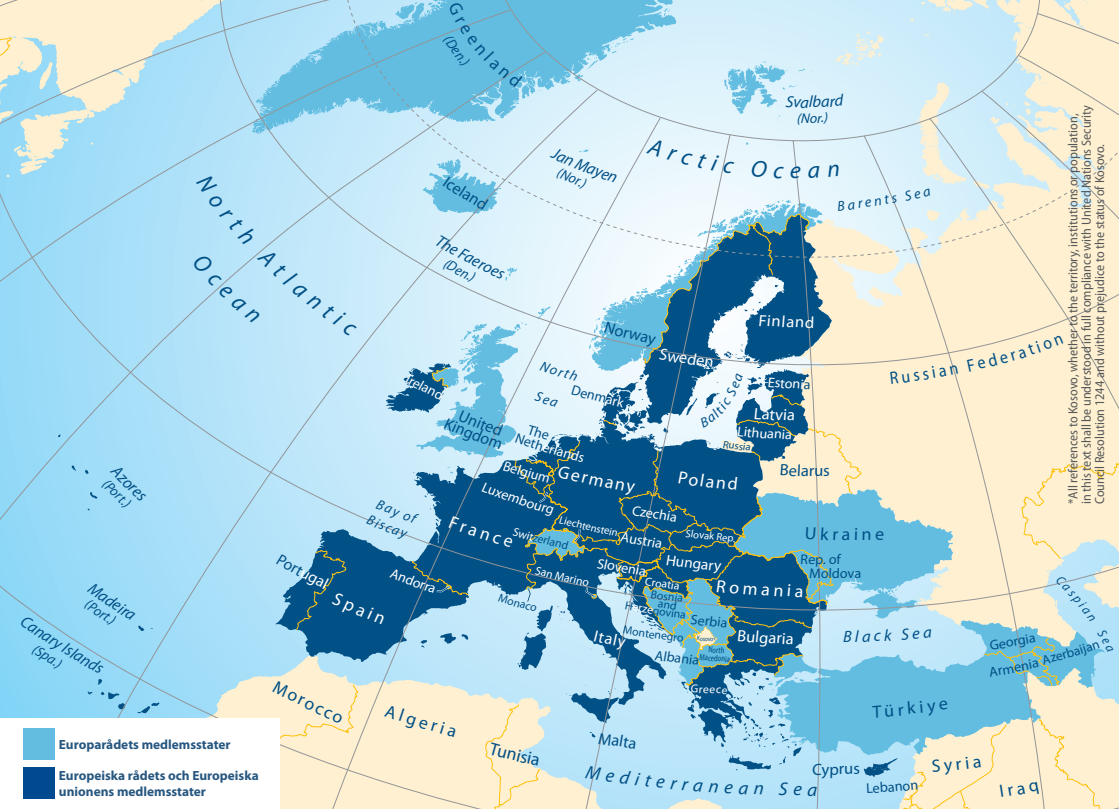 Greenland
(Den.)
Svalbard
(Nor.)
Jan Mayen
(Nor.)
Arctic Ocean
Barents Sea
Iceland
North Atlantic
Ocean
The Faeroes
(Den.)
Norway
Finland
Sweden
Russian Federation
North
Sea
Baltic Sea
Denmark
Estonia
Latvia
Lithuania
Russia
Ireland
United
Kingdom
The
Netherlands
Belgium
Germany
Poland
Belarus
Luxembourg
Azores
(Port.)
Bay of
Biscay
France
Switzerland
Liechtenstein
Czechia
Slovak Rep.
Austria
Ukraine
Rep. of
Moldova
Hungary
Slovenia
Romania
San Marino
Croatia
Bosnia
and
Herzegovina
Serbia
Monaco
Andorra
Portugal
Spain
Italy
Montenegro
Kosovo*
Bulgaria
Albania
North
Macedonia
Greece
Black Sea
Georgia
Armenia
Azerbaijan
Caspian Sea
Türkiye
Madeira
(Port.)
Canary Islands
(Spa.)
Morocco
Algeria
Tunisia
Malta
Mediterranean Sea
Cyprus
Lebanon
Syria
Iraq
*All references to Kosovo, whether to the territory, institutions or population,
in this text shall be understood in full compliance with United Nations Security
Council Resolution 1244 and without prejudice to the status of Kosovo.
Europarådets medlemsstater
Europeiska rådets och Europeiska
unionens medlemsstater